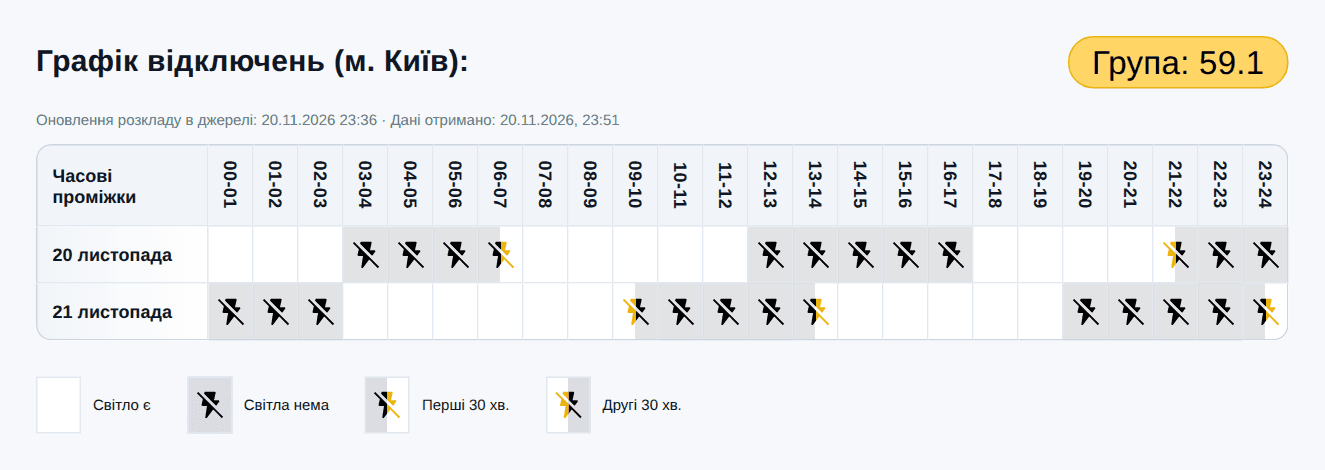 Графік відключень (м. Київ):
Група: 59.1
Оновлення розкладу в джерелі: 20.11.2026 23:36 · Дані отримано: 20.11.2026, 23:51
Часові
проміжки
00-01
01-02
02-03
03-04
04-05
05-06
06-07
07-08
08-09
09-10
10-11
11-12
12-13
13-14
14-15
15-16
16-17
17-18
18-19
19-20
20-21
21-22
22-23
23-24
20 листопада
21 листопада
Світло є
Світла нема
Перші 30 хв.
Другі 30 хв.